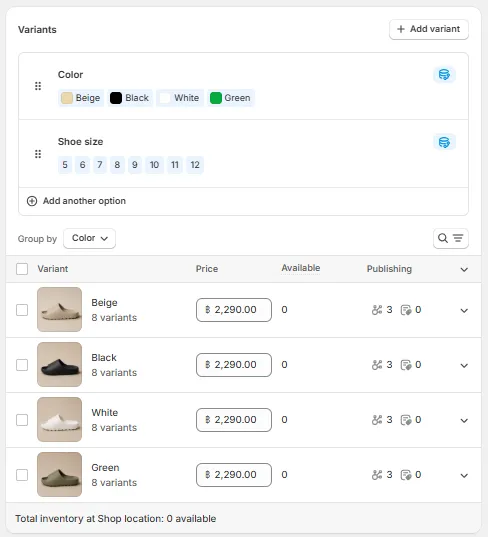 Variants
+ Add variant
Color
Beige Black White Green
Shoe size
5 6 7 8 9 10 11 12
Add another option
Group by Color
Variant Price Available Publishing
Beige
8 variants
฿ 2,290.00 0 3 0
Black
8 variants
฿ 2,290.00 0 3 0
White
8 variants
฿ 2,290.00 0 3 0
Green
8 variants
฿ 2,290.00 0 3 0
Total inventory at Shop location: 0 available